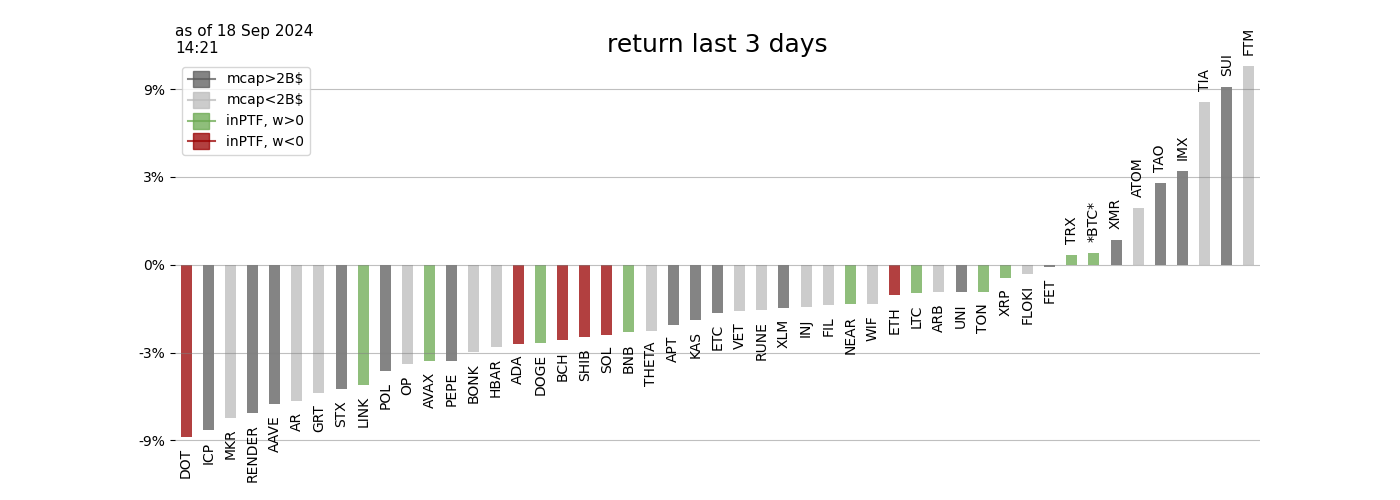 as of 18 Sep 2024
14:21
return last 3 days
mcap>2B$
mcap<2B$
inPTF, w>0
inPTF, w<0
9%
3%
0%
-3%
-9%
DOT
ICP
MKR
RENDER
AAVE
AR
GRT
STX
LINK
POL
OP
AVAX
PEPE
BONK
HBAR
ADA
DOGE
BCH
SHIB
SOL
BNB
THETA
APT
KAS
ETC
VET
RUNE
XLM
INJ
FIL
NEAR
WIF
ETH
LTC
ARB
UNI
TON
XRP
FLOKI
FET
TRX
*BTC*
XMR
ATOM
TAO
IMX
TIA
SUI
FTM